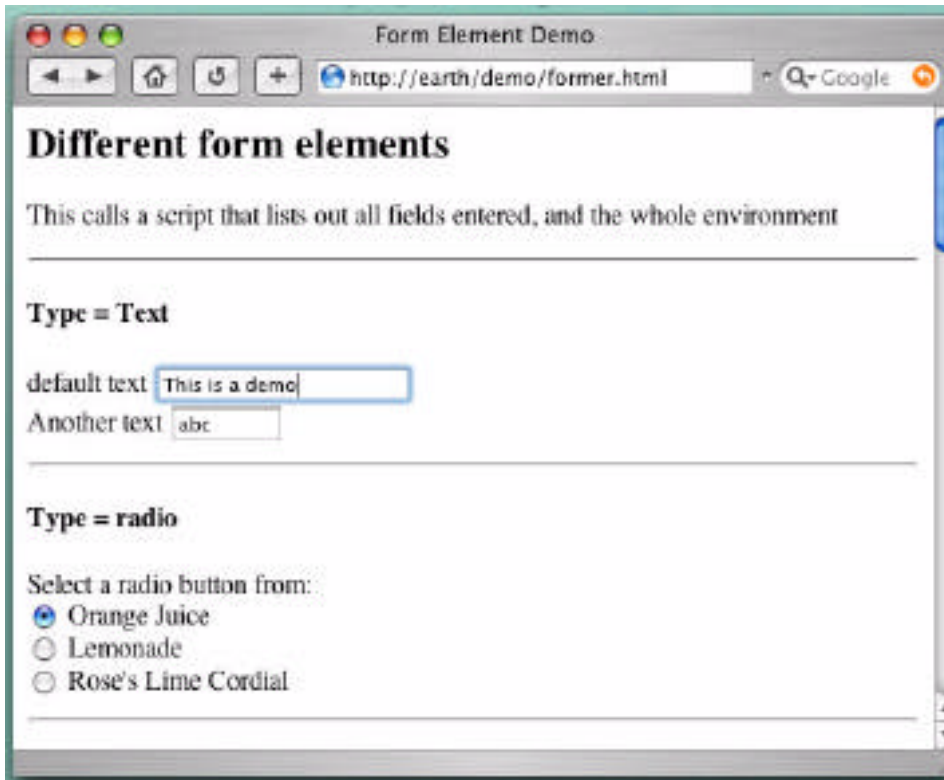 Form Element Demo
http://earth/demo/former.html
Google
Different form elements
This calls a script that lists out all fields entered, and the whole environment
Type = Text
default text This is a demo
Another text abc
Type = radio
Select a radio button from:
Orange Juice
Lemonade
Rose's Lime Cordial